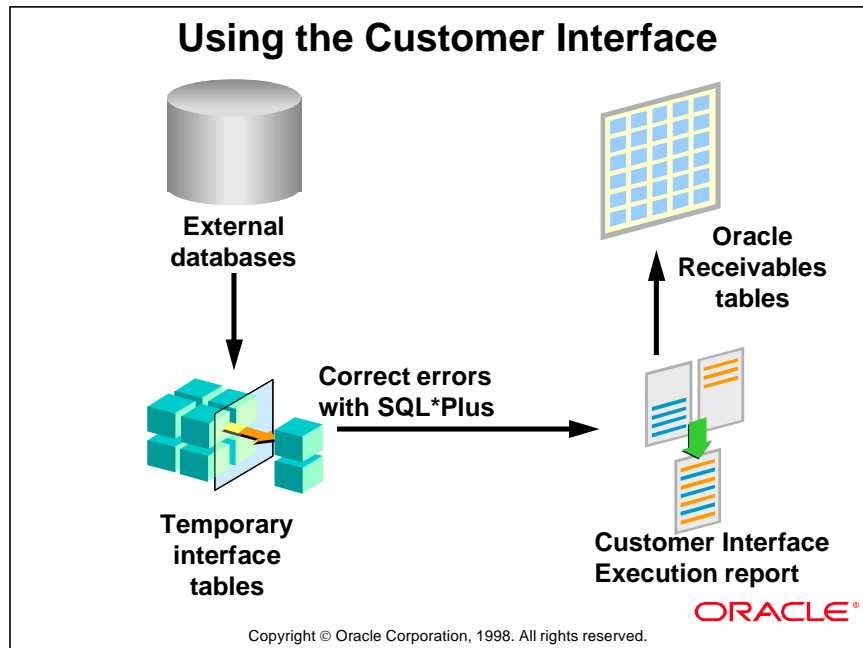 Using the Customer Interface
External
databases
Oracle
Receivables
tables
Correct errors
with SQL*Plus
Temporary
interface
tables
Customer Interface
Execution report
ORACLE®
Copyright © Oracle Corporation, 1998. All rights reserved.